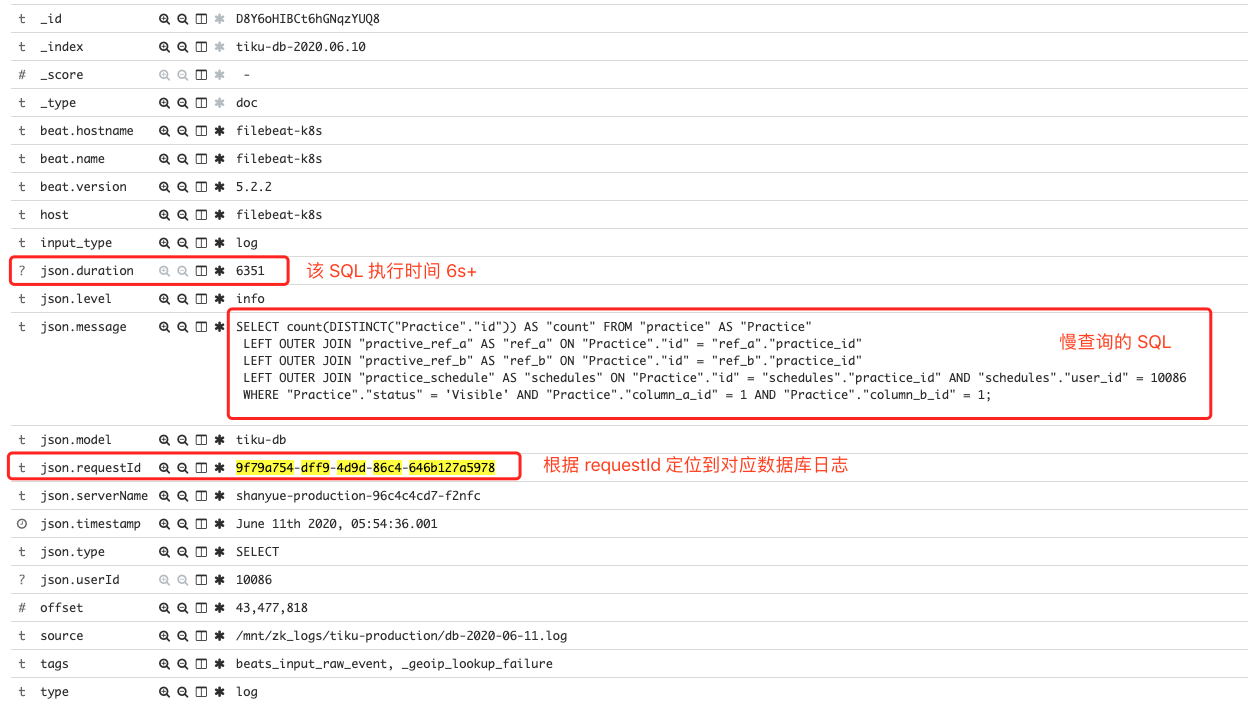 t _id D8Y6oHIBCt6hGNqzYUQ8
t _index tiku-db-2020.06.10
# _score -
t _type doc
t beat.hostname filebeat-k8s
t beat.name filebeat-k8s
t beat.version 5.2.2
t host filebeat-k8s
t input_type log
? json.duration 6351 该 SQL 执行时间 6s+
t json.level info
t json.message SELECT count(DISTINCT("Practice"."id")) AS "count" FROM "practice" AS "Practice"
LEFT OUTER JOIN "practive_ref_a" AS "ref_a" ON "Practice"."id" = "ref_a"."practice_id" 慢查询的 SQL
LEFT OUTER JOIN "practice_ref_b" AS "ref_b" ON "Practice"."id" = "ref_b"."practice_id"
LEFT OUTER JOIN "practice_schedule" AS "schedules" ON "Practice"."id" = "schedules"."practice_id" AND "schedules"."user_id" = 10086
WHERE "Practice"."status" = 'Visible' AND "Practice"."column_a_id" = 1 AND "Practice"."column_b_id" = 1;
t json.model tiku-db
t json.requestId 9f79a754-dff9-4d9d-86c4-646b127a5978 根据 requestId 定位到对应数据库日志
t json.serverName shanyue-production-96c4c4cd7-f2nfc
json.timestamp June 11th 2020, 05:54:36.001
t json.type SELECT
? json.userId 10086
# offset 43,477,818
t source /mnt/zk_logs/tiku-production/db-2020-06-11.log
t tags beats_input_raw_event, _geoip_lookup_failure
t type log